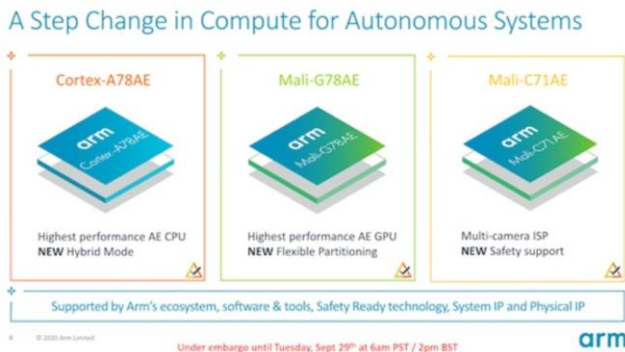 A Step Change in Compute for Autonomous Systems
Cortex-A78AE
arm
Cortex-A78AE
Highest performance AE CPU
NEW Hybrid Mode
Mali-G78AE
arm
Mali-G78AE
Highest performance AE GPU
NEW Flexible Partitioning
Mali-C71AE
arm
Mali-C71AE
Multi-camera ISP
NEW Safety support
Supported by Arm's ecosystem, software & tools, Safety Ready technology, System IP and Physical IP
© 2020 Arm Limited
Under embargo until Tuesday, Sept 29th at 6am PST / 2pm BST
arm